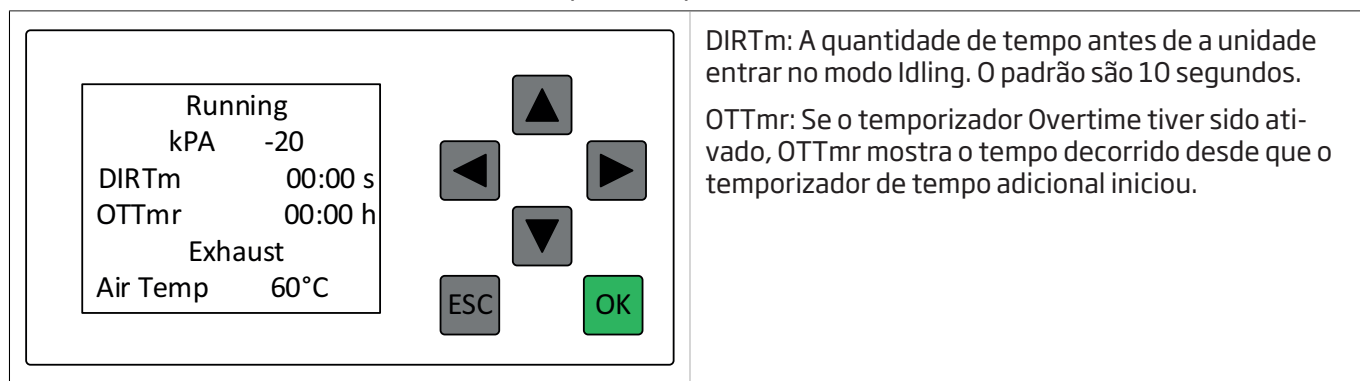 Running
kPA -20
DIRTm 00:00 s
OTTmr 00:00 h
Exhaust
Air Temp 60°C
ESC
OK
DIRTm: A quantidade de tempo antes de a unidade
entrar no modo Idling. O padrão são 10 segundos.
OTTmr: Se o temporizador Overtime tiver sido ati-
vado, OTTmr mostra o tempo decorrido desde que o
temporizador de tempo adicional iniciou.